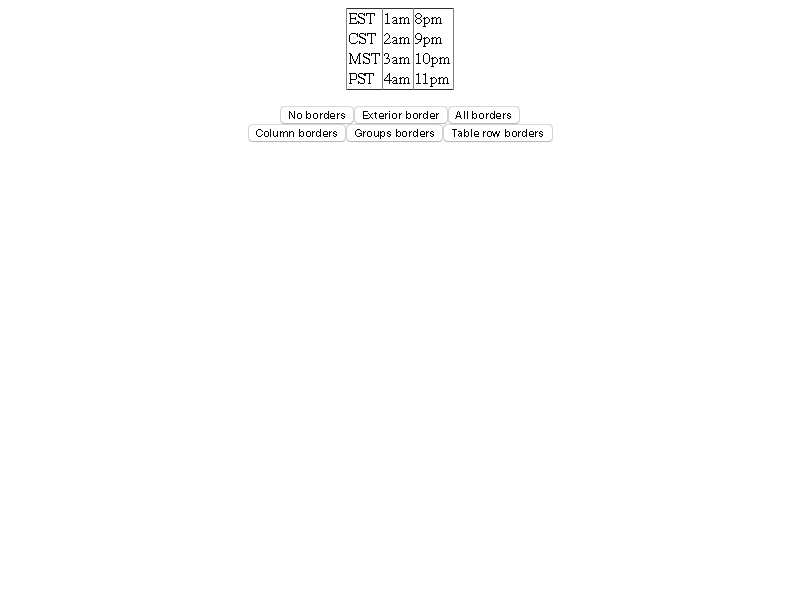 EST 1am 8pm
CST 2am 9pm
MST 3am 10pm
PST 4am 11pm
No borders Exterior border All borders
Column borders Groups borders Table row borders